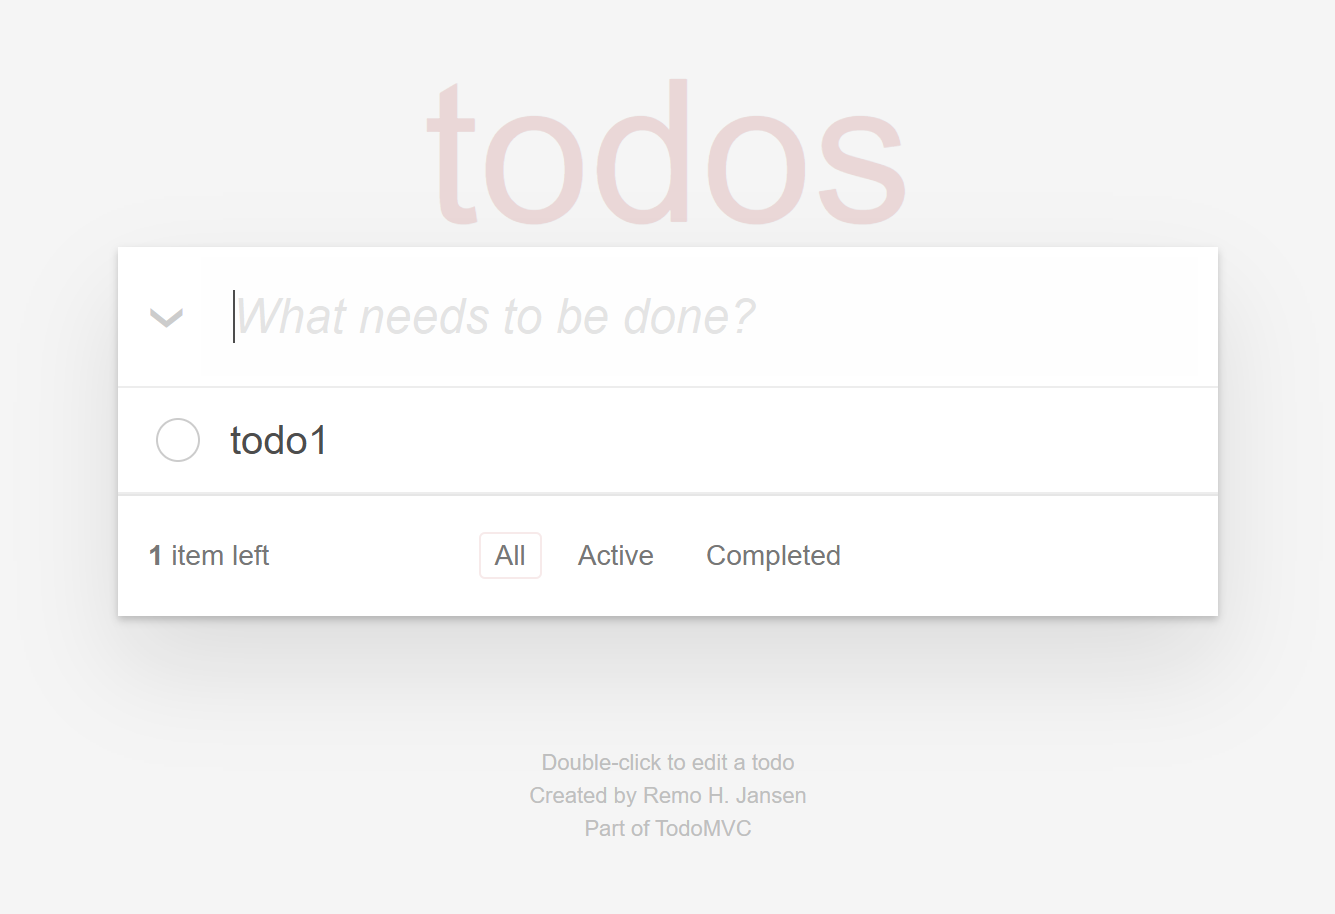 todos
What needs to be done?
todo1
1 item left All Active Completed
Double-click to edit a todo
Created by Remo H. Jansen
Part of TodoMVC